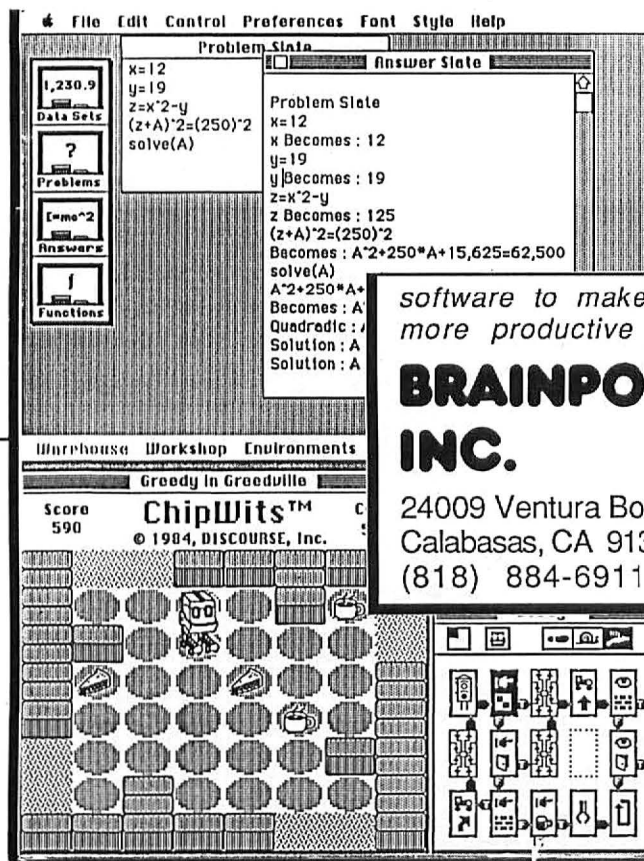 File Edit Control Preferences Font Style Help
Problem Slate
x=12
y=19
z=x^2-y
(z+A)^2=(250)^2
solve(A)
1,230.9
Data Sets
?
Problems
E=mc^2
Answers
∫
Functions
Answer Slate
Problem Slate
x=12
x Becomes : 12
y=19
y Becomes : 19
z=x^2-y
z Becomes : 125
(z+A)^2=(250)^2
Becomes : A^2+250*A+15,625=62,500
solve(A)
A^2+250*A+
Becomes : A
Quadradic :
Solution : A
Solution : A
software to make
more productive
BRAINPO
INC.
24009 Ventura Bo
Calabasas, CA 913
(818) 884-6911
Warehouse Workshop Environments
Greedy in Greedville
Score
590
ChipWits™
© 1984, DISCOURSE, Inc.